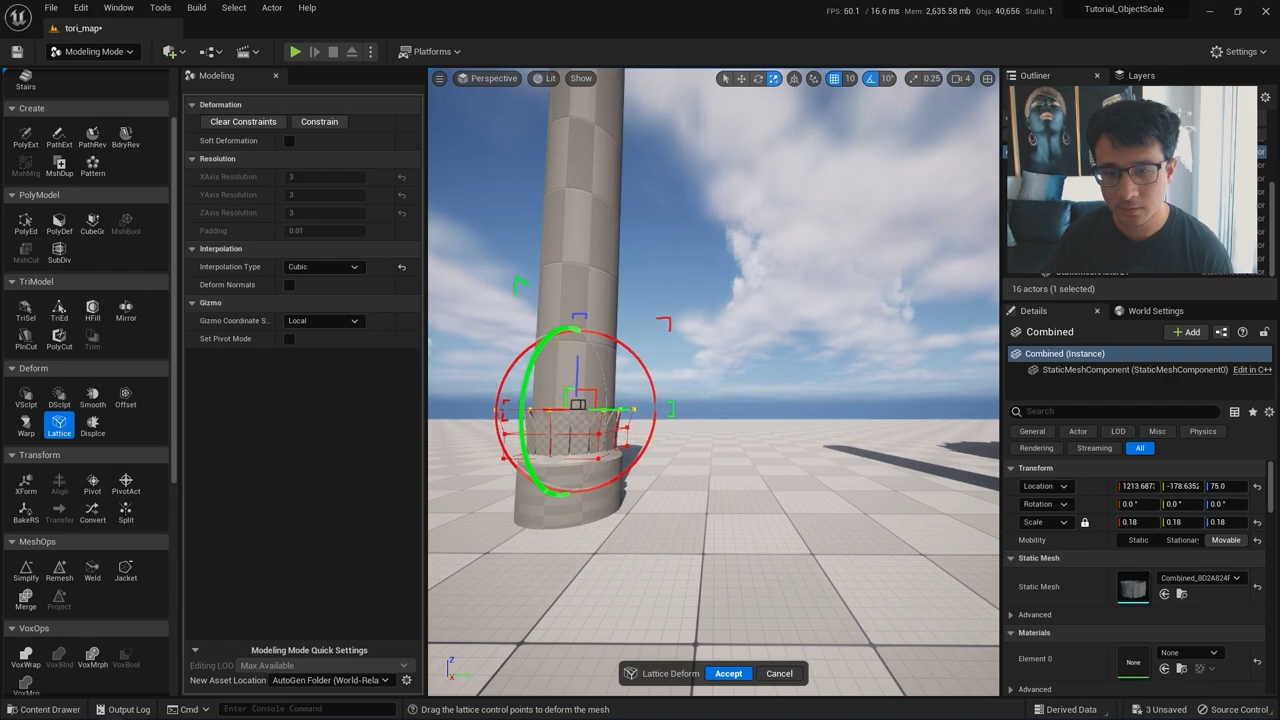 File Edit Window Tools Build Select Actor Help
FPS: 60.1 / 16.6 ms Mem: 2,635.58 mb Objs: 40,656 Stalls: 1
Tutorial_ObjectScale
tori_map*
Modeling Mode
Platforms
Settings
Stairs
Create
PolyExt PathExt PathRev BdryRev
MshMrg MshDup Pattern
PolyModel
PolyEd PolyDef CubeGr MshBool
MshCut SubDiv
TriModel
TriSel TriEd HFill Mirror
PlnCut PolyCut Trim
Deform
VSclpt DSclpt Smooth Offset
Warp Lattice Displce
Transform
XForm Align Pivot PivotAct
BakeRS Transfer Convert Split
MeshOps
Simplfy Remesh Weld Jacket
Merge Project
VoxOps
VoxWrap VoxBlnd VoxMrph VoxBool
VoxMrg
Modeling
Deformation
Clear Constraints Constrain
Soft Deformation
Resolution
XAxis Resolution 3
YAxis Resolution 3
ZAxis Resolution 3
Padding 0.01
Interpolation
Interpolation Type Cubic
Deform Normals
Gizmo
Gizmo Coordinate S... Local
Set Pivot Mode
Modeling Mode Quick Settings
Editing LOD Max Available
New Asset Location AutoGen Folder (World-Rela
Perspective Lit Show
10 10° 0.25 4
Z
X
Lattice Deform Accept Cancel
Outliner Layers
16 actors (1 selected)
Details World Settings
Combined Add
Combined (Instance)
StaticMeshComponent (StaticMeshComponent0) Edit in C++
Search
General Actor LOD Misc Physics
Rendering Streaming All
Transform
Location 1213.687 -178.635 75.0
Rotation 0.0 ° 0.0 ° 0.0 °
Scale 0.18 0.18 0.18
Mobility Static Stationary Movable
Static Mesh
Static Mesh Combined_8D2A824F
Advanced
Materials
Element 0 None None
Advanced
Content Drawer Output Log Cmd Enter Console Command Drag the lattice control points to deform the mesh Derived Data 3 Unsaved Source Control